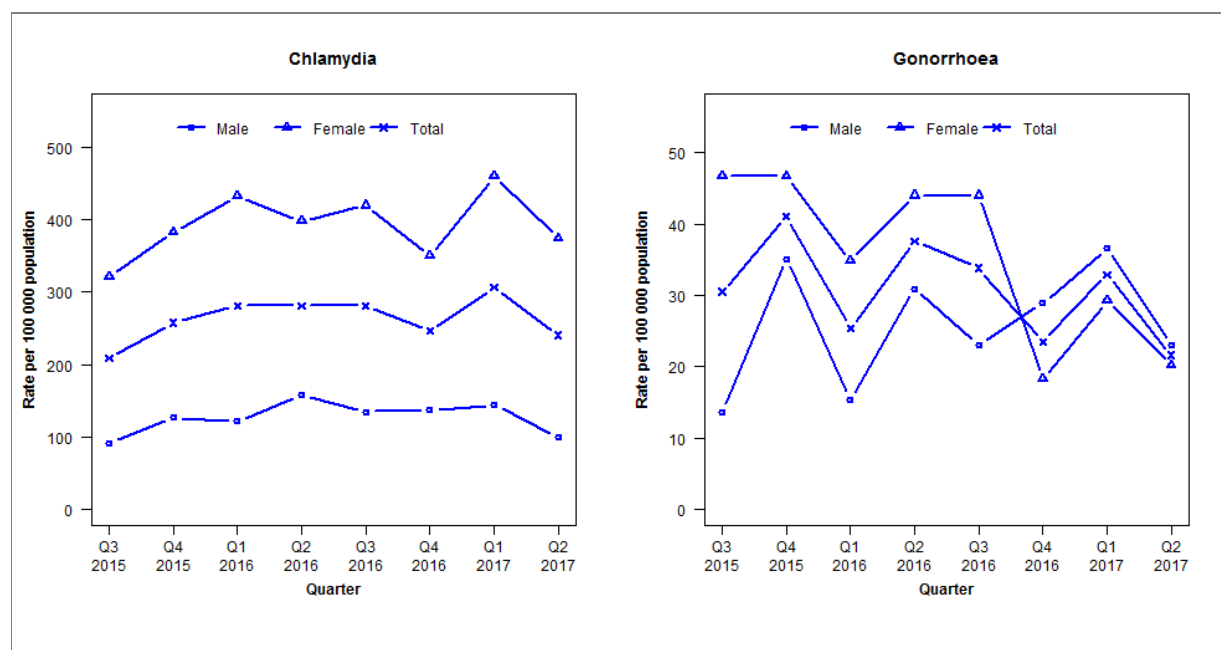 Chlamydia
Male Female Total
500
400
300
200
100
0
Rate per 100 000 population
Q3 Q4 Q1 Q2 Q3 Q4 Q1 Q2
2015 2015 2016 2016 2016 2016 2017 2017
Quarter
Gonorrhoea
Male Female Total
50
40
30
20
10
0
Rate per 100 000 population
Q3 Q4 Q1 Q2 Q3 Q4 Q1 Q2
2015 2015 2016 2016 2016 2016 2017 2017
Quarter